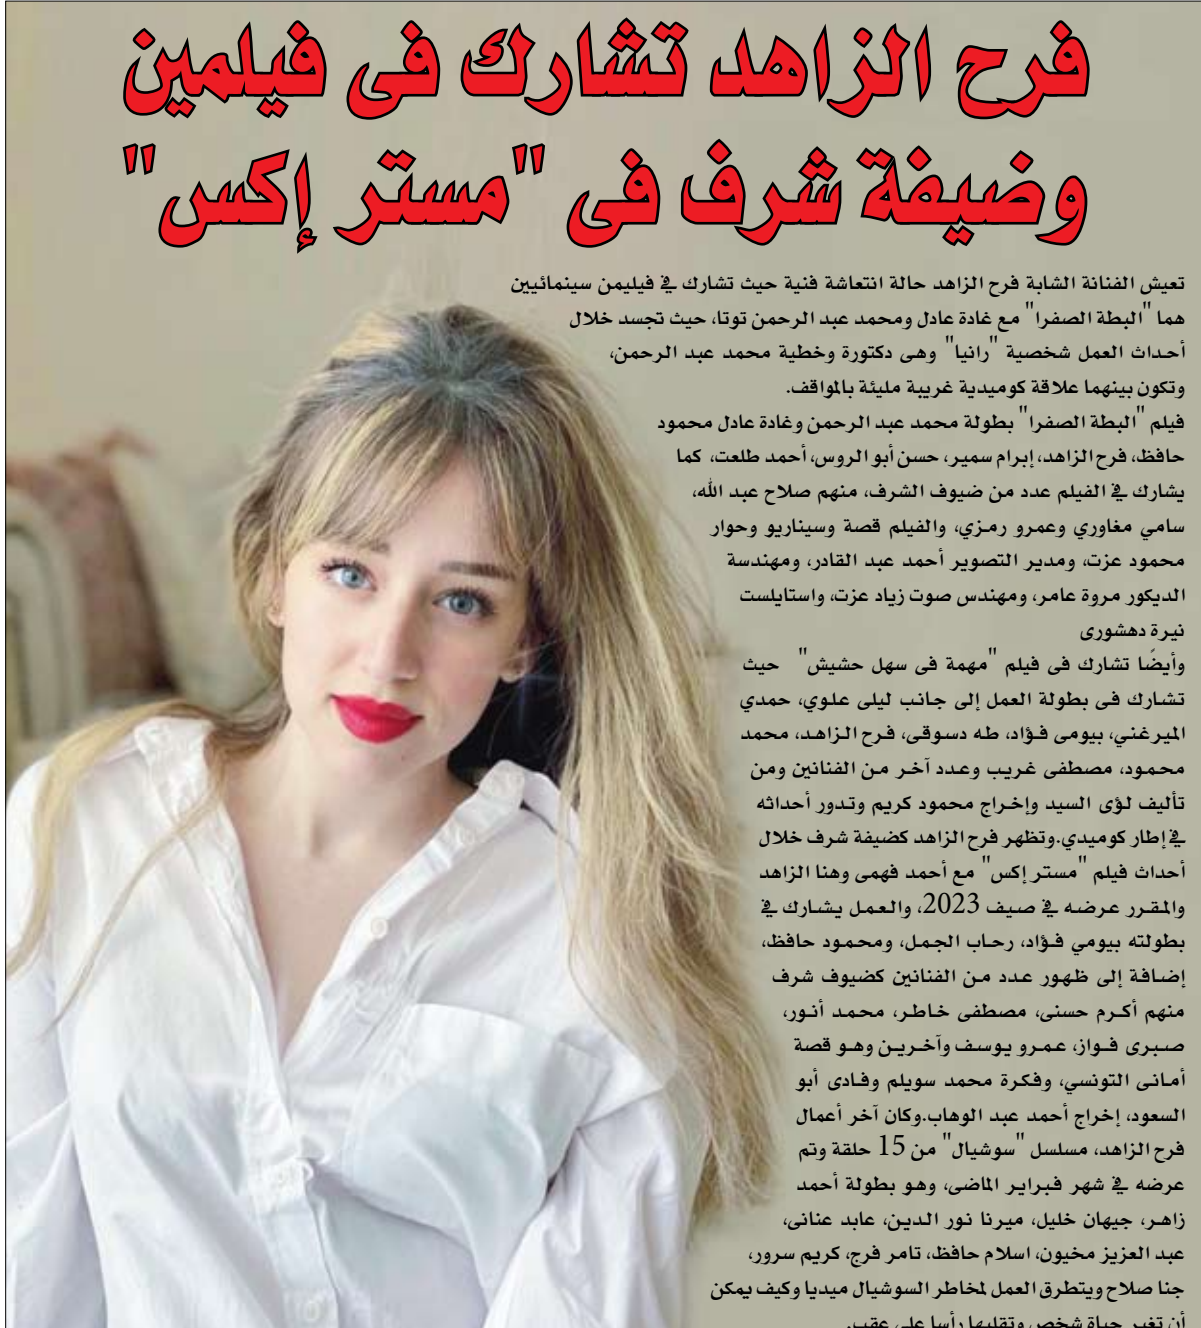 فرح الزاهد تشارك فى فيلمين
وضيفة شرف فى "مستر إكس"
تعيش الفنانة الشابة فرح الزاهد حالة انتعاشة فنية حيث تشارك في فيليمن سينمائيين
هما "البطة الصفرا" مع غادة عادل ومحمد عبد الرحمن توتا، حيث تجسد خلال
أحداث العمل شخصية "رانيا" وهى دكتورة وخطية محمد عبد الرحمن،
وتكون بينهما علاقة كوميدية غريبة مليئة بالمواقف.
فيلم "البطة الصفرا" بطولة محمد عبد الرحمن وغادة عادل محمود
حافظ، فرح الزاهد، إبرام سمير، حسن أبو الروس، أحمد طلعت، كما
يشارك في الفيلم عدد من ضيوف الشرف، منهم صلاح عبد الله،
سامي مغاوري وعمرو رمزي، والفيلم قصة وسيناريو وحوار
محمود عزت، ومدير التصوير أحمد عبد القادر، ومهندسة
الديكور مروة عامر، ومهندس صوت زياد عزت، واستايلست
نيرة دهشورى
وأيضًا تشارك فى فيلم "مهمة فى سهل حشيش" حيث
تشارك فى بطولة العمل إلى جانب ليلى علوي، حمدي
الميرغني، بيومى فؤاد، طه دسوقى، فرح الزاهد، محمد
محمود، مصطفى غريب وعدد آخر من الفنانين ومن
تأليف لؤى السيد وإخراج محمود كريم وتدور أحداثه
في إطار كوميدي.وتظهر فرح الزاهد كضيفة شرف خلال
أحداث فيلم "مستر إكس" مع أحمد فهمى وهنا الزاهد
والمقرر عرضه في صيف 2023، والعمل يشارك في
بطولته بيومي فؤاد، رحاب الجمل، ومحمود حافظ،
إضافة إلى ظهور عدد من الفنانين كضيوف شرف
منهم أكرم حسنى، مصطفى خاطر، محمد أنور،
صبرى فواز، عمرو يوسف وآخرين وهو قصة
أمانى التونسي، وفكرة محمد سويلم وفادى أبو
السعود، إخراج أحمد عبد الوهاب.وكان آخر أعمال
فرح الزاهد، مسلسل "سوشيال" من 15 حلقة وتم
عرضه في شهر فبراير الماضى، وهو بطولة أحمد
زاهر، جيهان خليل، ميرنا نور الدين، عابد عنانى،
عبد العزيز مخيون، اسلام حافظ، تامر فرج، كريم سرور،
جنا صلاح ويتطرق العمل لمخاطر السوشيال ميديا وكيف يمكن
أن تغير حياة شخص وتقلبها رأسا على عقب.